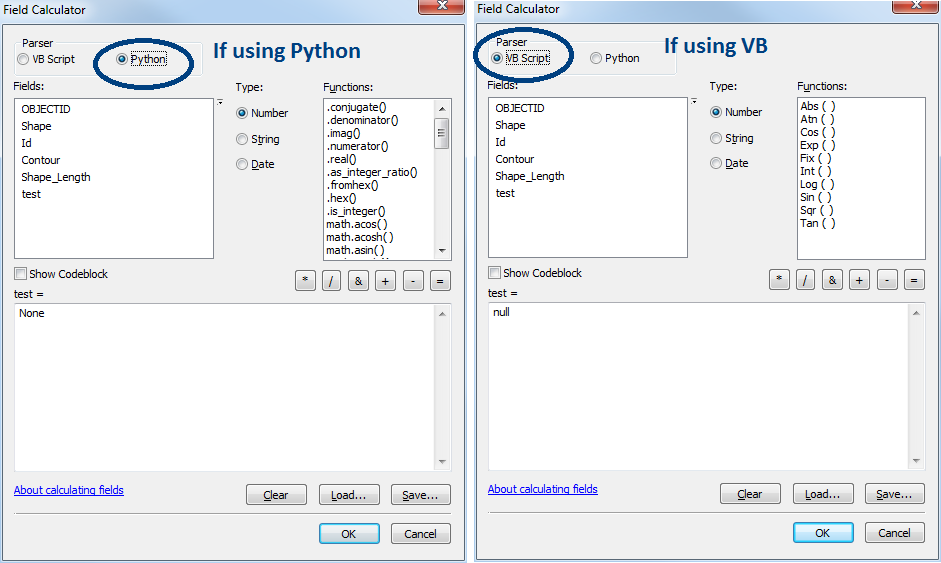 Field Calculator
Parser
VB Script
Python
If using Python
Fields:
Type:
Functions:
OBJECTID
Shape
Id
Contour
Shape_Length
test
Number
String
Date
.conjugate()
.denominator()
.imag()
.numerator()
.real()
.as_integer_ratio()
.fromhex()
.hex()
.is_integer()
math.acos( )
math.acosh( )
math.asin( )
Show Codeblock
* / & + - =
test =
None
About calculating fields
Clear
Load...
Save...
OK
Cancel
Field Calculator
Parser
VB Script
Python
If using VB
Fields:
Type:
Functions:
OBJECTID
Shape
Id
Contour
Shape_Length
test
Number
String
Date
Abs ( )
Atn ( )
Cos ( )
Exp ( )
Fix ( )
Int ( )
Log ( )
Sin ( )
Sqr ( )
Tan ( )
Show Codeblock
* / & + - =
test =
null
About calculating fields
Clear
Load...
Save...
OK
Cancel